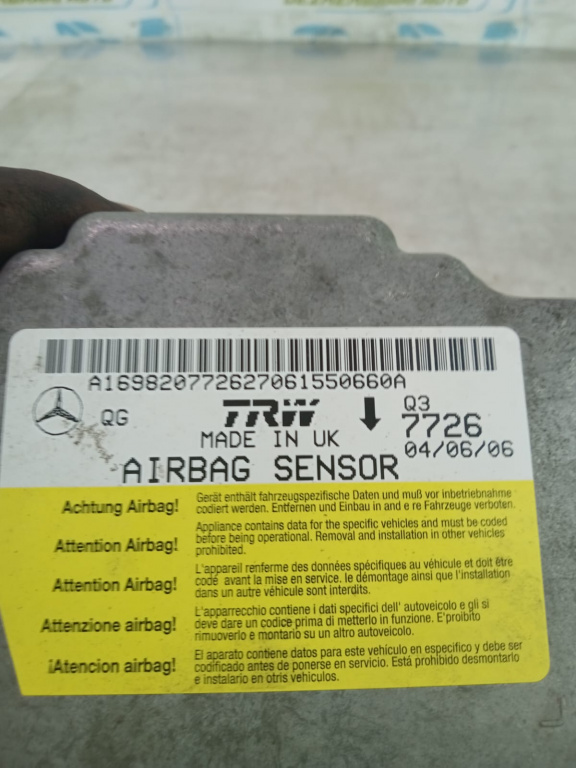 A169820772627061550660A
QG
TRW
Q3
7726
MADE IN UK
04/06/06
AIRBAG SENSOR
Achtung Airbag!
Gerät enthält fahrzeugspezifische Daten und muß vor inbetriebnahme
codiert werden. Entfernen und Einbau in and e re Fahrzeuge verboten.
Attention Airbag!
Appliance contains data for the specific vehicles and must be coded
before being operational. Removal and installation in other vehicles
prohibited.
Attention Airbag!
L'appareil renferme des données spécifiques au véhicule et doit être
codé avant la mise en service. le démontage ainsi que l'installation
dans un autre véhicule sont interdits.
Attenzione airbag!
L'apparrecchio contiene i dati specifici dell' autoveicolo e gli si
deve dare un codice prima di metterlo in funzione. E'proibito
rimuoverlo e montario su un altro autoveicolo.
¡Atencion airbag!
El aparato contiene datos para este vehículo en especifico y debe ser
codificado antes de ponerse en servicio. Está prohibido desmontarlo
e instalario en otris vehículos.